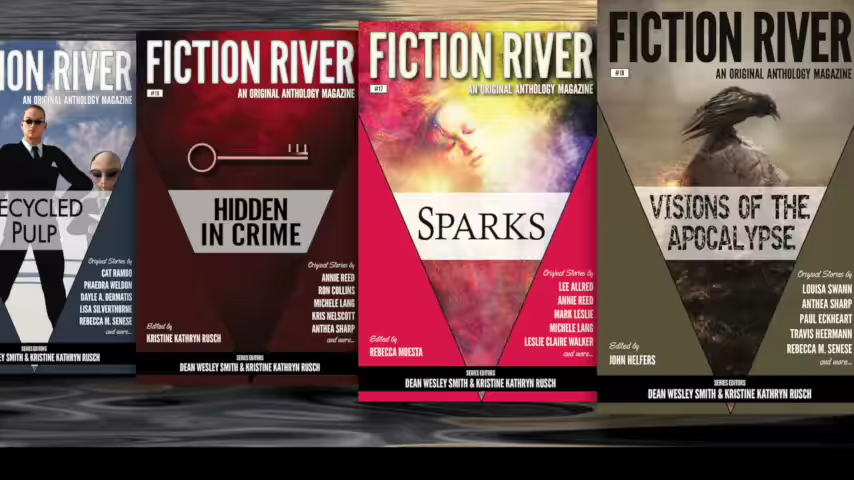 ION RIVER
AN ORIGINAL ANTHOLOGY MAGAZINE
ECYCLED
PULP
Original Stories by
CAT RAMBO
PHAEDRA WELDON
DAYLE A. DERMATIS
LISA SILVERTHORNE
REBECCA M. SENESE
and more...
SERIES EDITORS
EY SMITH & KRISTINE KATHRYN RUSCH
FICTION RIVER
#16
AN ORIGINAL ANTHOLOGY MAGAZINE
HIDDEN
IN CRIME
Original Stories by
ANNIE REED
RON COLLINS
MICHELE LANG
KRIS NELSCOTT
ANTHEA SHARP
and more...
Edited by
KRISTINE KATHRYN RUSCH
SERIES EDITORS
DEAN WESLEY SMITH & KRISTINE KATHRYN RUSCH
FICTION RIVER
#17
AN ORIGINAL ANTHOLOGY MAGAZINE
SPARKS
Original Stories by
LEE ALLRED
ANNIE REED
MARK LESLIE
MICHELE LANG
LESLIE CLAIRE WALKER
and more...
Edited by
REBECCA MOESTA
SERIES EDITORS
DEAN WESLEY SMITH & KRISTINE KATHRYN RUSCH
FICTION RIVER
#18
AN ORIGINAL ANTHOLOGY MAGAZINE
VISIONS OF THE
APOCALYPSE
Original Stories by
LOUISA SWANN
ANTHEA SHARP
PAUL ECKHEART
TRAVIS HEERMANN
REBECCA M. SENESE
and more...
Edited by
JOHN HELFERS
SERIES EDITORS
DEAN WESLEY SMITH & KRISTINE KATHRYN RUSCH